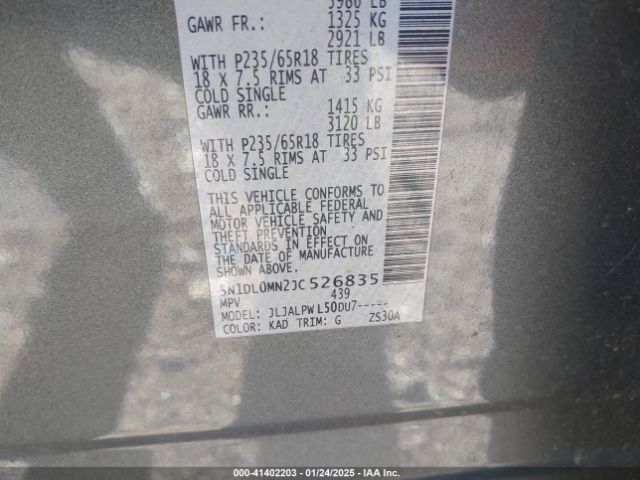 5986 LB
GAWR FR.: 1325 KG
2921 LB
WITH P235/65R18 TIRES
18 X 7.5 RIMS AT 33 PSI
COLD SINGLE
GAWR RR.: 1415 KG
3120 LB
WITH P235/65R18 TIRES
18 X 7.5 RIMS AT 33 PSI
COLD SINGLE
THIS VEHICLE CONFORMS TO
ALL APPLICABLE FEDERAL
MOTOR VEHICLE SAFETY AND
THEFT PREVENTION
STANDARDS IN EFFECT ON
THE DATE OF MANUFACTURE
SHOWN ABOVE.
5N1DL0MN2JC526835
MPV 439
MODEL: JLJALPWL50DU7-----
COLOR: KAD TRIM: G ZS30A
000-41402203 - 01/24/2025 - IAA Inc.